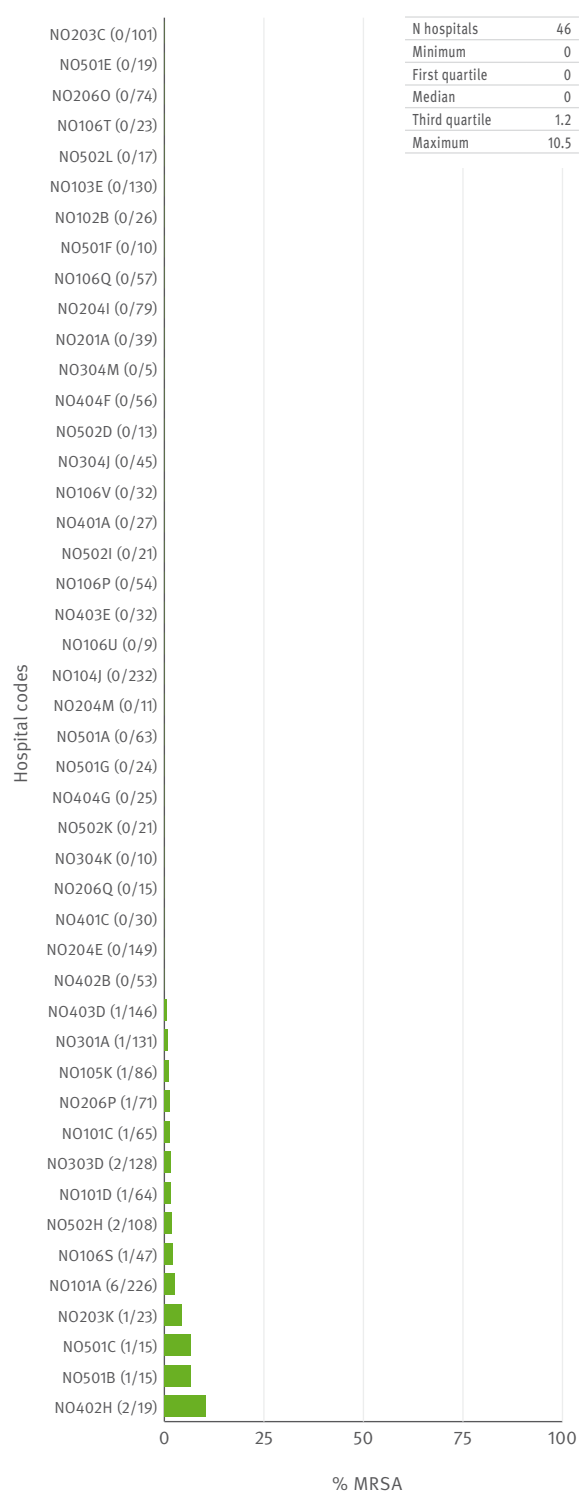 N hospitals 46
Minimum 0
First quartile 0
Median 0
Third quartile 1.2
Maximum 10.5
Hospital codes
NO203C (0/101)
NO501E (0/19)
NO206O (0/74)
NO106T (0/23)
NO502L (0/17)
NO103E (0/130)
NO102B (0/26)
NO501F (0/10)
NO106Q (0/57)
NO204I (0/79)
NO201A (0/39)
NO304M (0/5)
NO404F (0/56)
NO502D (0/13)
NO304J (0/45)
NO106V (0/32)
NO401A (0/27)
NO502I (0/21)
NO106P (0/54)
NO403E (0/32)
NO106U (0/9)
NO104J (0/232)
NO204M (0/11)
NO501A (0/63)
NO501G (0/24)
NO404G (0/25)
NO502K (0/21)
NO304K (0/10)
NO206Q (0/15)
NO401C (0/30)
NO204E (0/149)
NO402B (0/53)
NO403D (1/146)
NO301A (1/131)
NO105K (1/86)
NO206P (1/71)
NO101C (1/65)
NO303D (2/128)
NO101D (1/64)
NO502H (2/108)
NO106S (1/47)
NO101A (6/226)
NO203K (1/23)
NO501C (1/15)
NO501B (1/15)
NO402H (2/19)
0 25 50 75 100
% MRSA